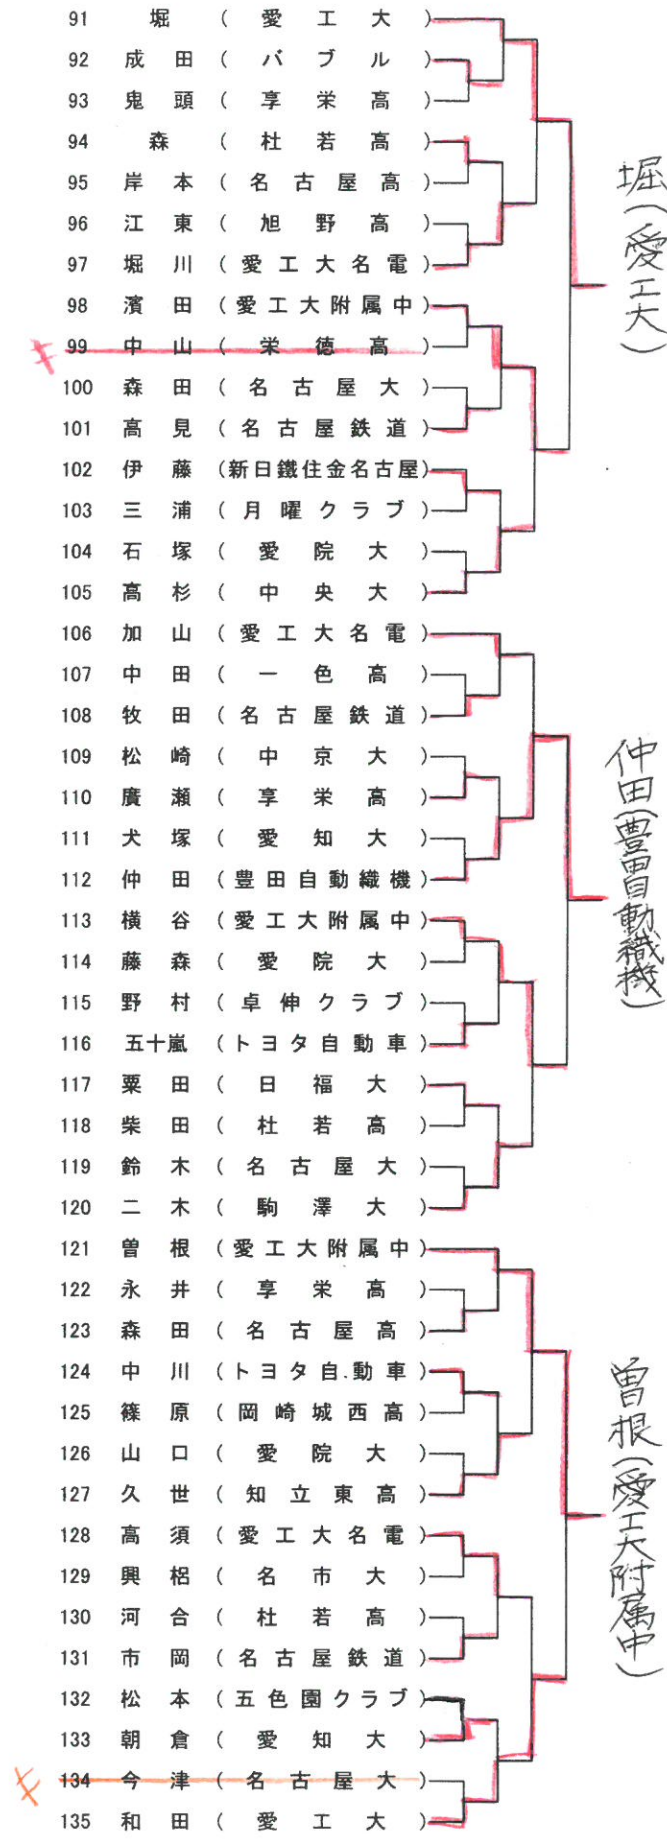 91 堀 (愛工大)
92 成田 (バブル)
93 鬼頭 (享栄高)
94 森 (杜若高)
95 岸本 (名古屋高)
96 江東 (旭野高)
97 堀川 (愛工大名電)
98 濱田 (愛工大附属中)
99 中山 (栄徳高)
100 森田 (名古屋大)
101 高見 (名古屋鉄道)
102 伊藤 (新日鐵住金名古屋)
103 三浦 (月曜クラブ)
104 石塚 (愛院大)
105 高杉 (中央大)
堀(愛工大)
106 加山 (愛工大名電)
107 中田 (一色高)
108 牧田 (名古屋鉄道)
109 松崎 (中京大)
110 廣瀬 (享栄高)
111 犬塚 (愛知大)
112 仲田 (豊田自動織機)
113 横谷 (愛工大附属中)
114 藤森 (愛院大)
115 野村 (卓伸クラブ)
116 五十嵐 (トヨタ自動車)
117 粟田 (日福大)
118 柴田 (杜若高)
119 鈴木 (名古屋大)
120 二木 (駒澤大)
仲田(豊田自動織機)
121 曽根 (愛工大附属中)
122 永井 (享栄高)
123 森田 (名古屋高)
124 中川 (トヨタ自動車)
125 篠原 (岡崎城西高)
126 山口 (愛院大)
127 久世 (知立東高)
128 高須 (愛工大名電)
129 興梠 (名市大)
130 河合 (杜若高)
131 市岡 (名古屋鉄道)
132 松本 (五色園クラブ)
133 朝倉 (愛知大)
134 今津 (名古屋大)
135 和田 (愛工大)
曽根(愛工大附属中)